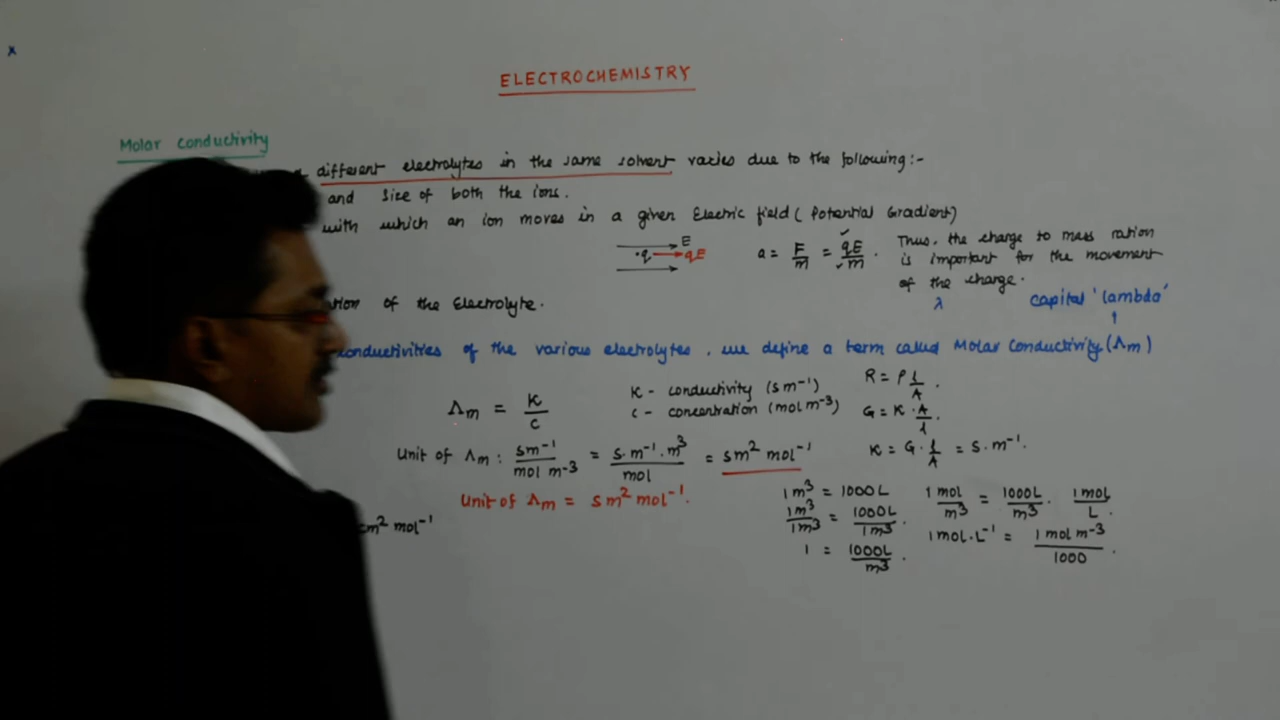 x
ELECTROCHEMISTRY
Molar conductivity
different electrolytes in the same solvent varies due to the following:-
and size of both the ions.
with which an ion moves in a given Electric field (Potential Gradient)
E
•q → qE
a = F/m = qE/m .
Thus, the charge to mass ration
is important for the movement
of the charge.
λ
capital 'lambda'
↑
tion of the Electrolyte.
conductivities of the various electrolytes, we define a term called Molar Conductivity (Λm)
Λm = K/c
K - conductivity (S m⁻¹)
c - concentration (mol m⁻³)
R = ρ l/A .
G = K · A/l .
K = G · l/A = S·m⁻¹.
Unit of Λm : Sm⁻¹/mol m⁻³ = S·m⁻¹·m³/mol = Sm² mol⁻¹
Unit of Λm = Sm² mol⁻¹.
cm² mol⁻¹
1m³ = 1000L
1m³/1m³ = 1000L/1m³ .
1 = 1000L/m³ .
1 mol/m³ = 1000L/m³ . 1 mol/L .
1mol·L⁻¹ = 1 mol m⁻³/1000 .